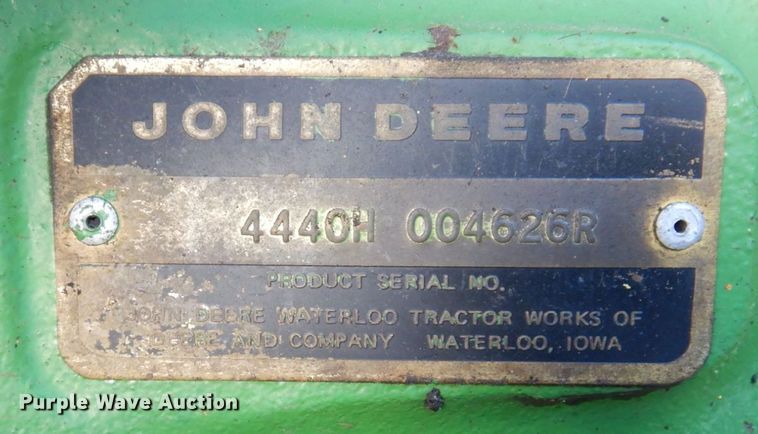 JOHN DEERE
4440H 004626R
PRODUCT SERIAL NO.
JOHN DEERE WATERLOO TRACTOR WORKS OF
DEERE AND COMPANY WATERLOO, IOWA
Purple Wave Auction